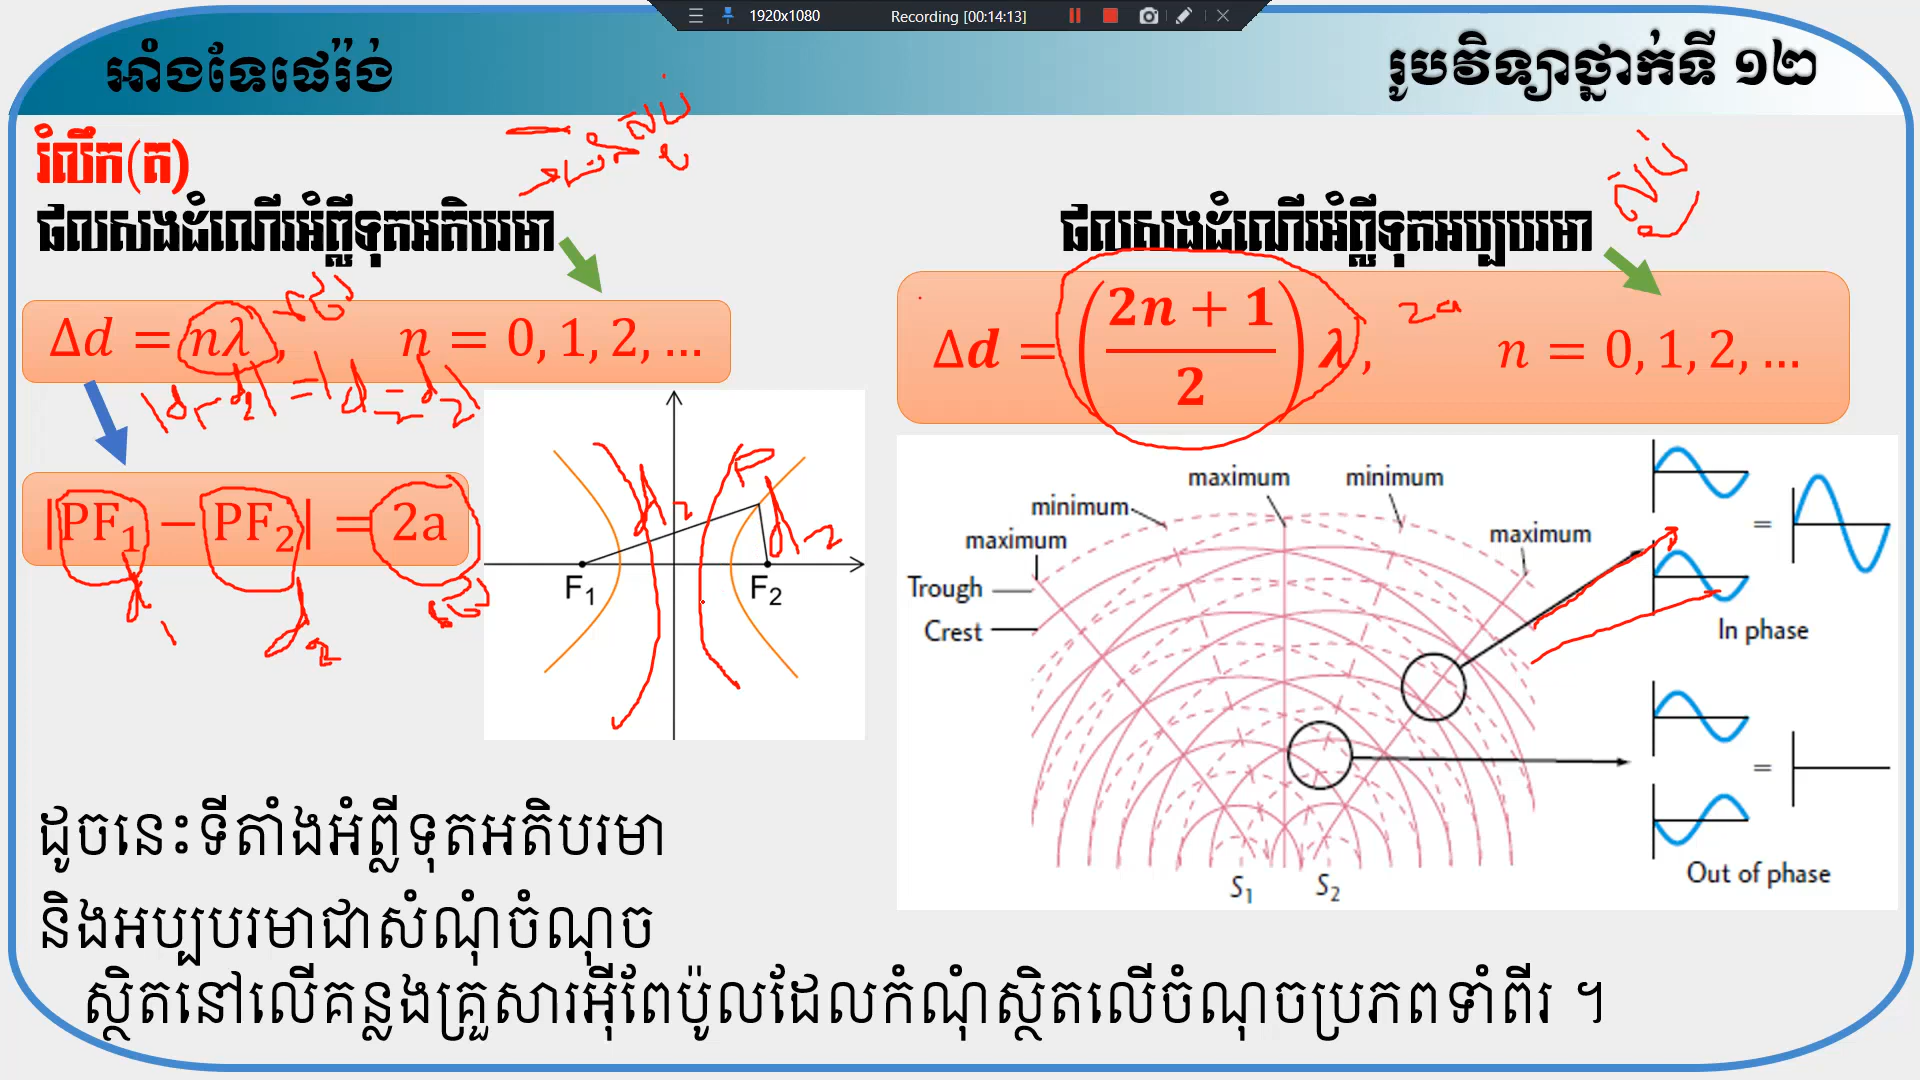 1920x1080
Recording [00:14:13]
អាំងទែផេរ៉ង់
រូបវិទ្យាថ្នាក់ទី ១២
រំលឹក(ត)
ផលសងដំណើរអំព្លីទុតអតិបរមា
ផលសងដំណើរអំព្លីទុតអប្បបរមា
Δd = nλ, n = 0, 1, 2, ...
Δd = ((2n + 1)/2) λ, n = 0, 1, 2, ...
2a
|d₁ - d₂| = |d - d₂|
|PF₁ − PF₂| = 2a
F₁
F₂
maximum
minimum
minimum
maximum
maximum
Trough
Crest
=
In phase
=
Out of phase
S₁
S₂
ដូចនេះទីតាំងអំព្លីទុតអតិបរមា
និងអប្បបរមាជាសំណុំចំណុច
ស្ថិតនៅលើគន្លងគ្រួសារអ៊ីពែប៉ូលដែលកំណុំស្ថិតលើចំណុចប្រភពទាំពីរ ។